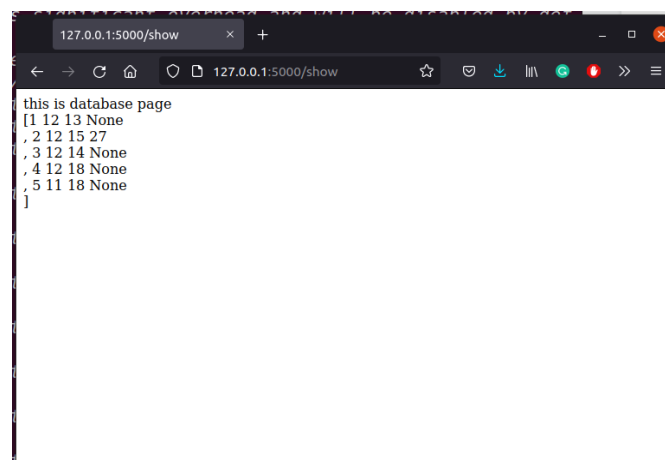 127.0.0.1:5000/show
127.0.0.1:5000/show
this is database page
[1 12 13 None
, 2 12 15 27
, 3 12 14 None
, 4 12 18 None
, 5 11 18 None
]